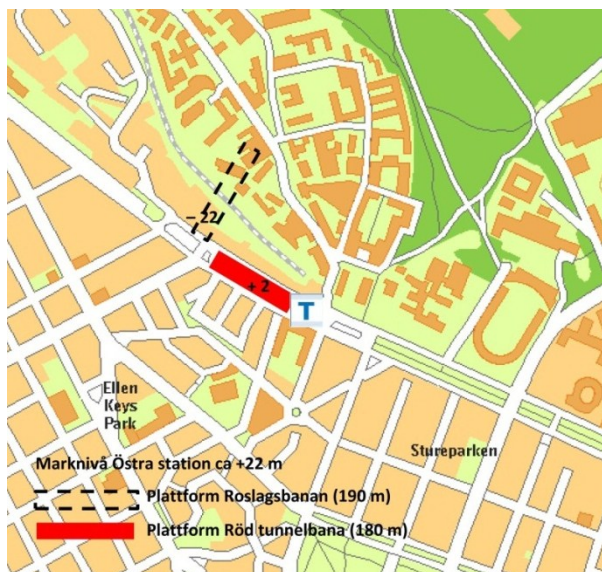 – 22
+ 2
T
Ellen
Keys
Park
Stureparken
Marknivå Östra station ca +22 m
Plattform Roslagsbanan (190 m)
Plattform Röd tunnelbana (180 m)